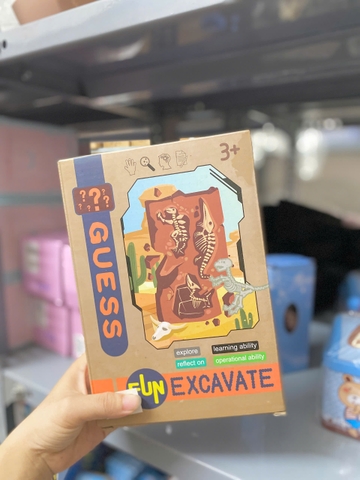 3+
???
? ? ? ?
GUESS
explore learning ability
reflect on operational ability
FUN EXCAVATE